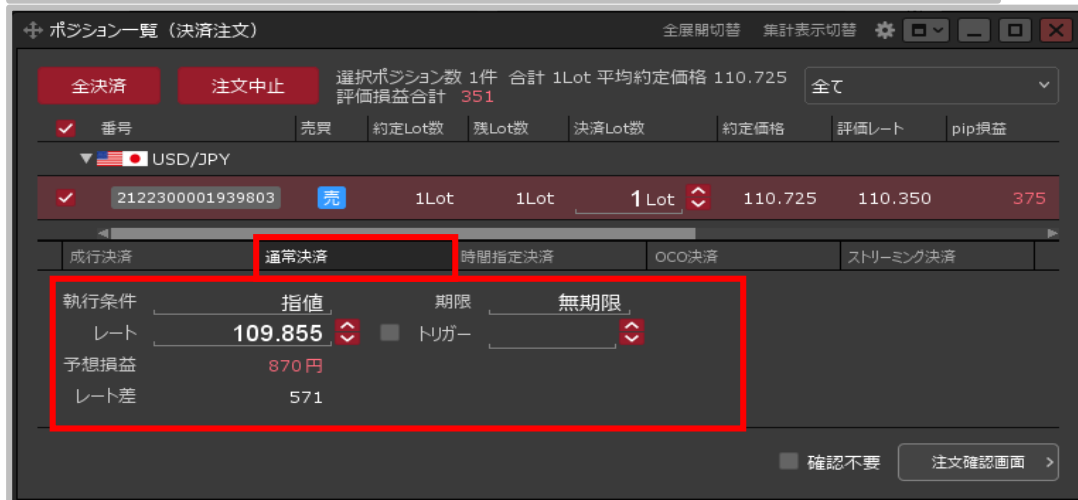 ポジション一覧（決済注文） 全展開切替 集計表示切替
全決済 注文中止 選択ポジション数 1件 合計 1Lot 平均約定価格 110.725 全て
評価損益合計 351
番号 売買 約定Lot数 残Lot数 決済Lot数 約定価格 評価レート pip損益
USD/JPY
2122300001939803 売 1Lot 1Lot 1 Lot 110.725 110.350 375
成行決済 通常決済 時間指定決済 OCO決済 ストリーミング決済
執行条件 指値 期限 無期限
レート 109.855 トリガー
予想損益 870円
レート差 571
確認不要 注文確認画面